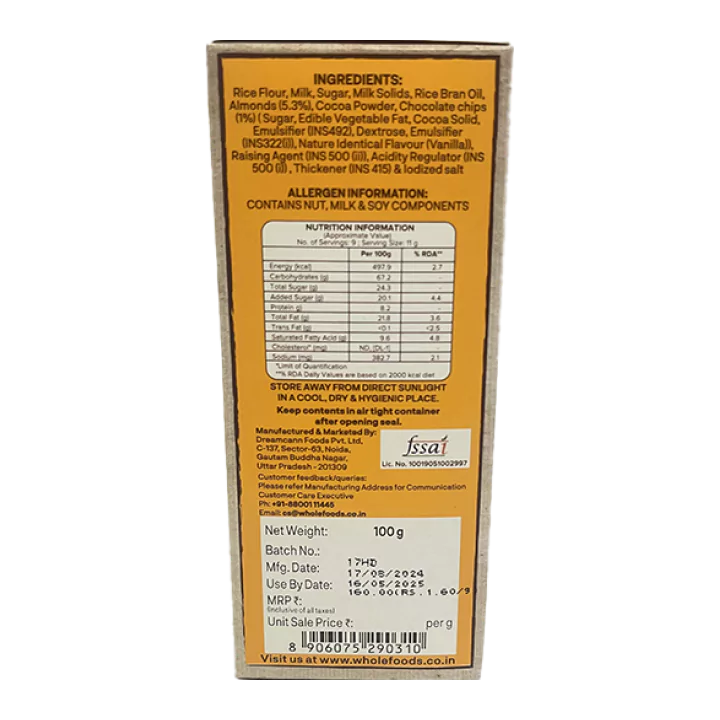 INGREDIENTS:
Rice Flour, Milk, Sugar, Milk Solids, Rice Bran Oil,
Almonds (5.3%), Cocoa Powder, Chocolate chips
(1%) ( Sugar, Edible Vegetable Fat, Cocoa Solid,
Emulsifier (INS492), Dextrose, Emulsifier
(INS322(i)), Nature Identical Flavour (Vanilla)),
Raising Agent (INS 500 (ii)), Acidity Regulator (INS
500 (i)) , Thickener (INS 415) & Iodized salt
ALLERGEN INFORMATION:
CONTAINS NUT, MILK & SOY COMPONENTS
NUTRITION INFORMATION
(Approximate Value)
No. of Servings: 9 ; Serving Size: 11 g
Per 100g % RDA**
Energy (kcal) 497.9 2.7
Carbohydrates (g) 67.2 -
Total Sugar (g) 24.3 -
Added Sugar (g) 20.1 4.4
Protein (g) 8.2 -
Total Fat (g) 21.8 3.6
Trans Fat (g) <0.1 <2.5
Saturated Fatty Acid (g) 9.6 4.8
Cholesterol* (mg) ND, [DL-1] -
Sodium (mg) 382.7 2.1
*Limit of Quantification
**% RDA Daily Values are based on 2000 kcal diet
STORE AWAY FROM DIRECT SUNLIGHT
IN A COOL, DRY & HYGIENIC PLACE.
Keep contents in air tight container
after opening seal.
Manufactured & Marketed By:
Dreamcann Foods Pvt. Ltd,
C-137, Sector-63, Noida,
Gautam Buddha Nagar,
Uttar Pradesh - 201309
fssai
Lic. No. 10019051002997
Customer feedback/queries:
Please refer Manufacturing Address for Communication
Customer Care Executive
Ph: +91-88001 11445
Email: cs@wholefoods.co.in
Net Weight: 100 g
Batch No.: 17HD
Mfg. Date: 17/08/2024
Use By Date: 16/05/2025
MRP ₹: 160.00(RS.1.60/9
(inclusive of all taxes)
Unit Sale Price ₹: per g
8 906075 290310
Visit us at www.wholefoods.co.in